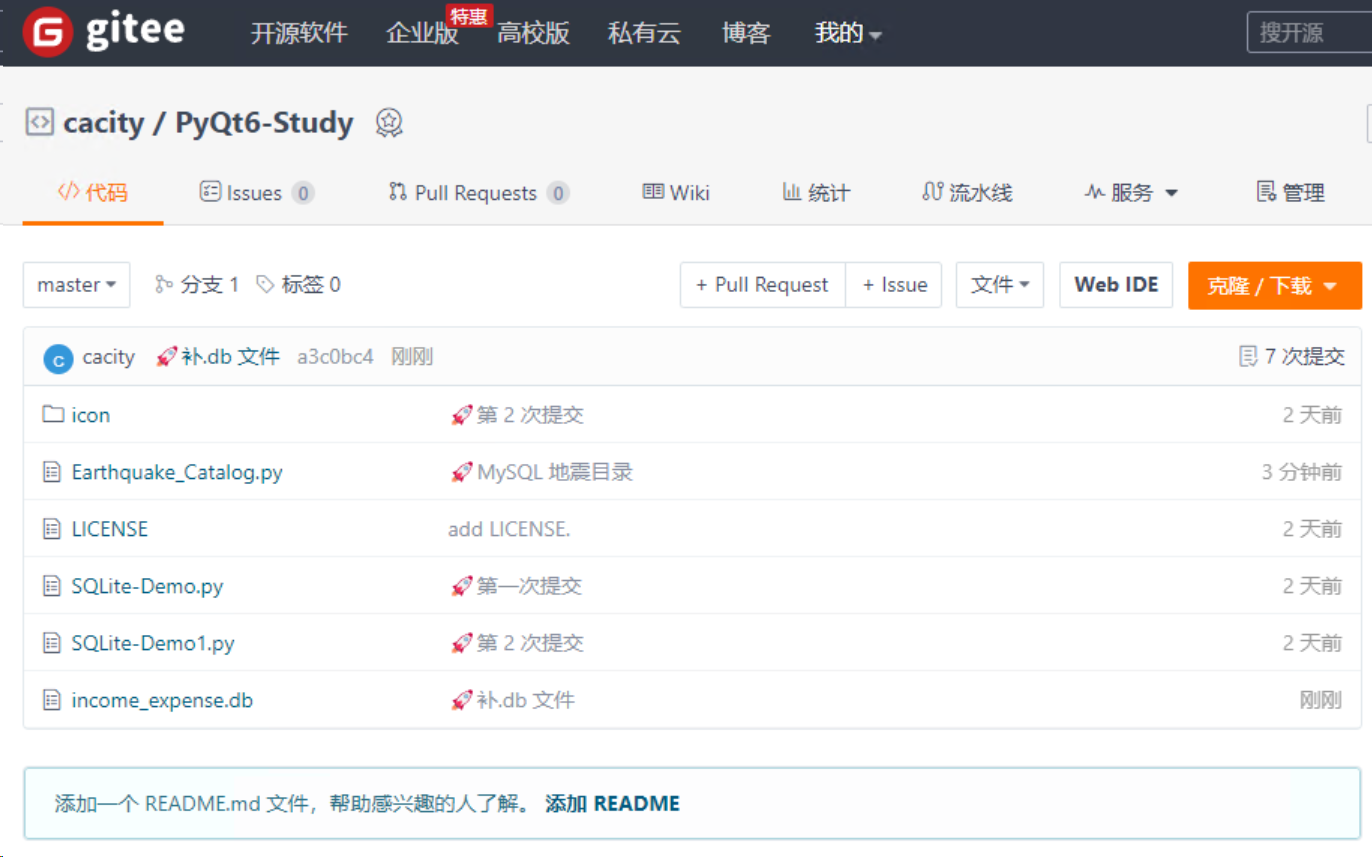 gitee 开源软件 企业版 特惠 高校版 私有云 博客 我的 搜开源
cacity / PyQt6-Study
代码 Issues 0 Pull Requests 0 Wiki 统计 流水线 服务 管理
master 分支 1 标签 0 + Pull Request + Issue 文件 Web IDE 克隆 / 下载
c cacity 补.db 文件 a3c0bc4 刚刚 7 次提交
icon 第 2 次提交 2 天前
Earthquake_Catalog.py MySQL 地震目录 3 分钟前
LICENSE add LICENSE. 2 天前
SQLite-Demo.py 第一次提交 2 天前
SQLite-Demo1.py 第 2 次提交 2 天前
income_expense.db 补.db 文件 刚刚
添加一个 README.md 文件，帮助感兴趣的人了解。 添加 README